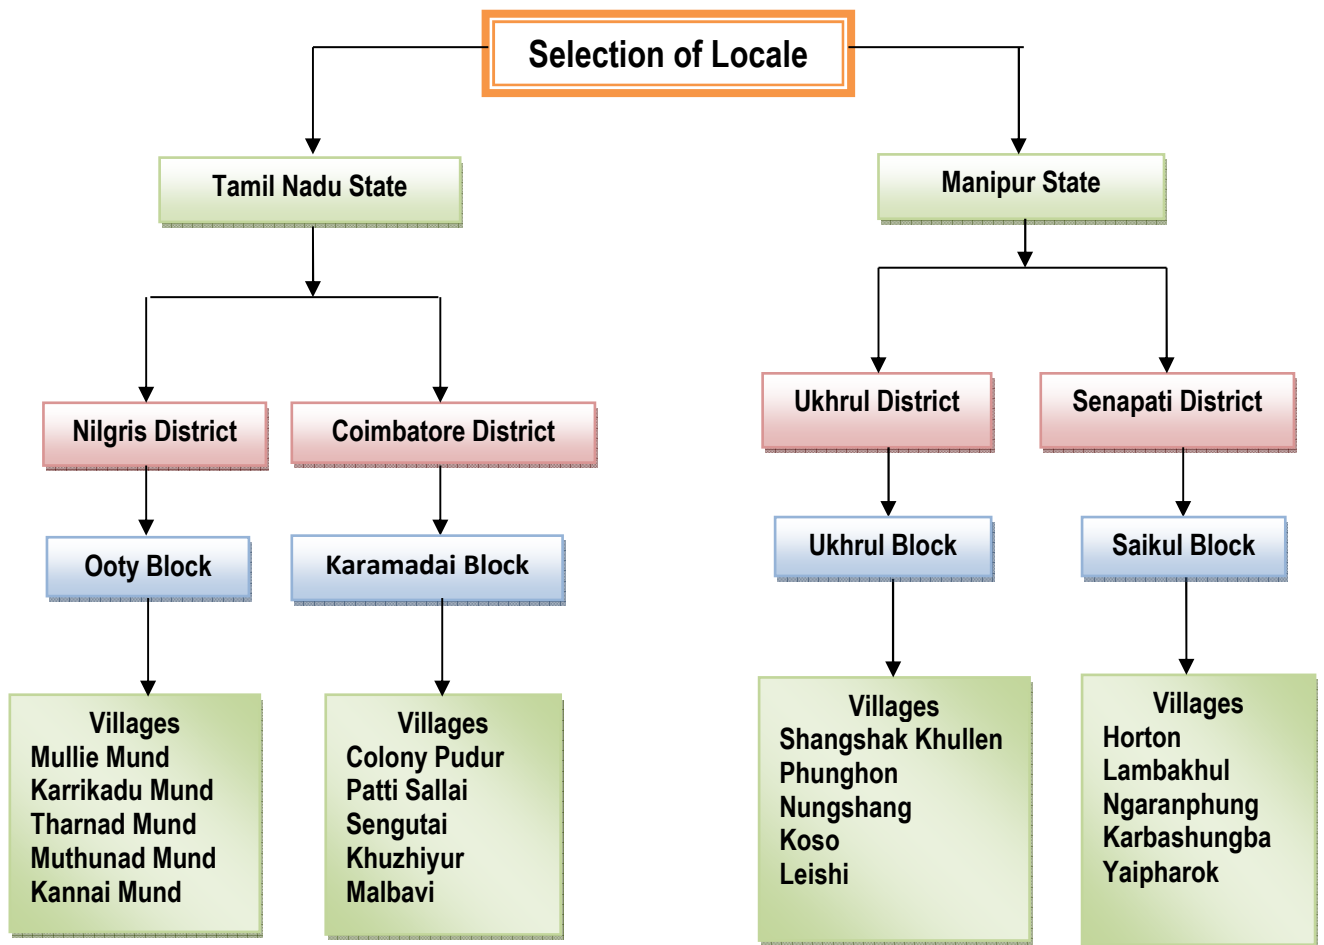 Selection of Locale
Tamil Nadu State
Manipur State
Nilgris District
Coimbatore District
Ukhrul District
Senapati District
Ooty Block
Karamadai Block
Ukhrul Block
Saikul Block
Villages
Mullie Mund
Karrikadu Mund
Tharnad Mund
Muthunad Mund
Kannai Mund
Villages
Colony Pudur
Patti Sallai
Sengutai
Khuzhiyur
Malbavi
Villages
Shangshak Khullen
Phunghon
Nungshang
Koso
Leishi
Villages
Horton
Lambakhul
Ngaranphung
Karbashungba
Yaipharok